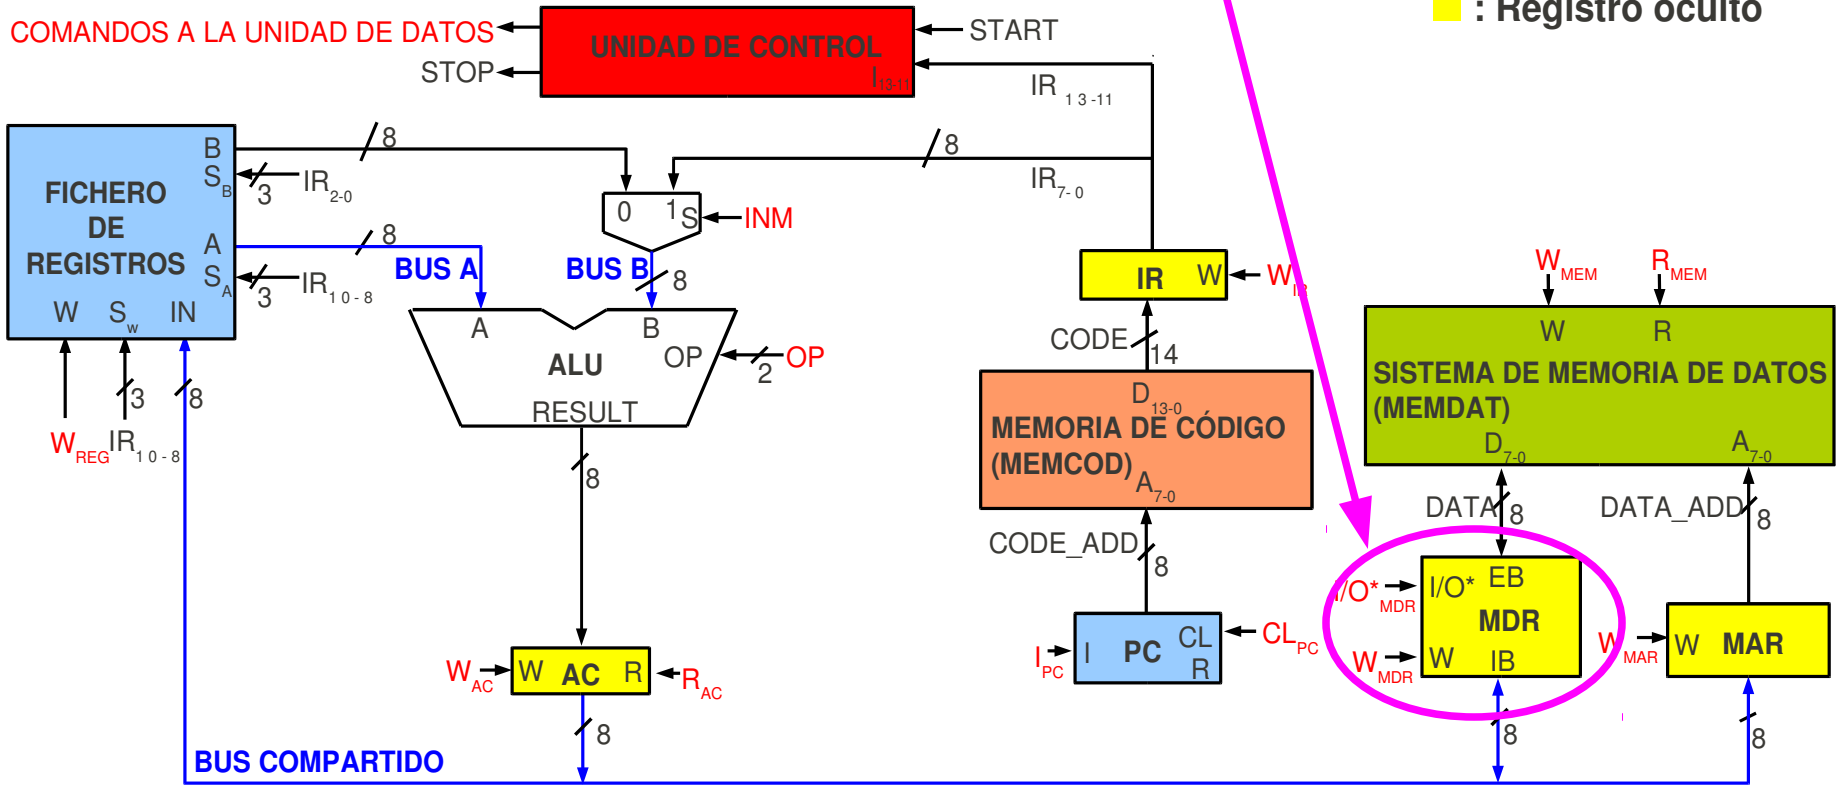 : Registro oculto
COMANDOS A LA UNIDAD DE DATOS
STOP
UNIDAD DE CONTROL
I13-11
START
IR 13-11
8
8
IR7-0
FICHERO
DE
REGISTROS
B
SB
3
IR2-0
A
SA
3
IR10-8
W
Sw
IN
8
BUS A
BUS B
8
0
1
S
INM
IR
W
WIR
WMEM
RMEM
W
R
SISTEMA DE MEMORIA DE DATOS
(MEMDAT)
D7-0
A7-0
A
B
ALU
OP
2
OP
RESULT
CODE
14
D13-0
MEMORIA DE CÓDIGO
(MEMCOD)
A7-0
3
8
WREG
IR10-8
8
CODE_ADD
8
DATA
8
DATA_ADD
8
I/O*MDR
I/O*
EB
MDR
WMDR
W
IB
WMAR
W
MAR
IPC
I
PC
CL
R
CLPC
WAC
W
AC
R
RAC
8
8
8
BUS COMPARTIDO